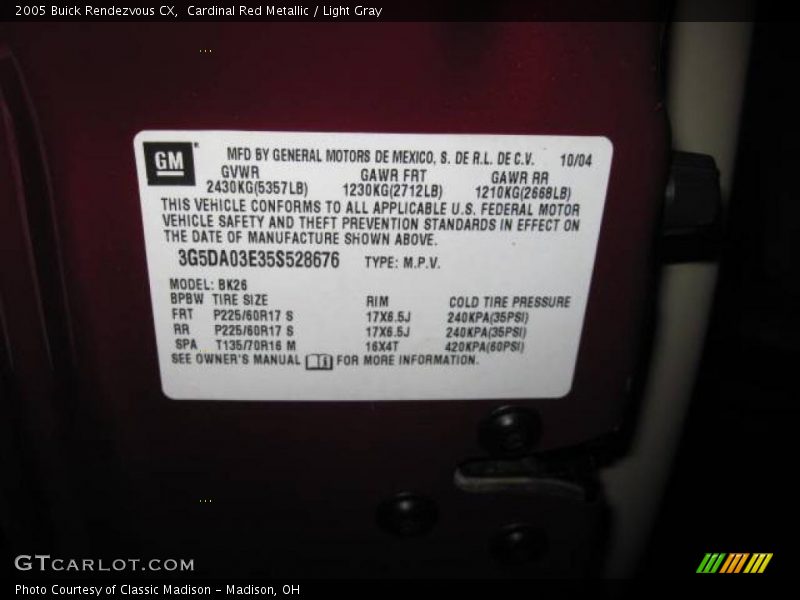 2005 Buick Rendezvous CX,  Cardinal Red Metallic / Light Gray
GM
MFD BY GENERAL MOTORS DE MEXICO, S. DE R.L. DE C.V. 10/04
GVWR GAWR FRT GAWR RR
2430KG(5357LB) 1230KG(2712LB) 1210KG(2668LB)
THIS VEHICLE CONFORMS TO ALL APPLICABLE U.S. FEDERAL MOTOR
VEHICLE SAFETY AND THEFT PREVENTION STANDARDS IN EFFECT ON
THE DATE OF MANUFACTURE SHOWN ABOVE.
3G5DA03E35S528676 TYPE: M.P.V.
MODEL: BK26
BPBW TIRE SIZE RIM COLD TIRE PRESSURE
FRT P225/60R17 S 17X6.5J 240KPA(35PSI)
RR P225/60R17 S 17X6.5J 240KPA(35PSI)
SPA T135/70R16 M 16X4T 420KPA(60PSI)
SEE OWNER'S MANUAL FOR MORE INFORMATION.
GTCARLOT.COM
Photo Courtesy of Classic Madison - Madison, OH